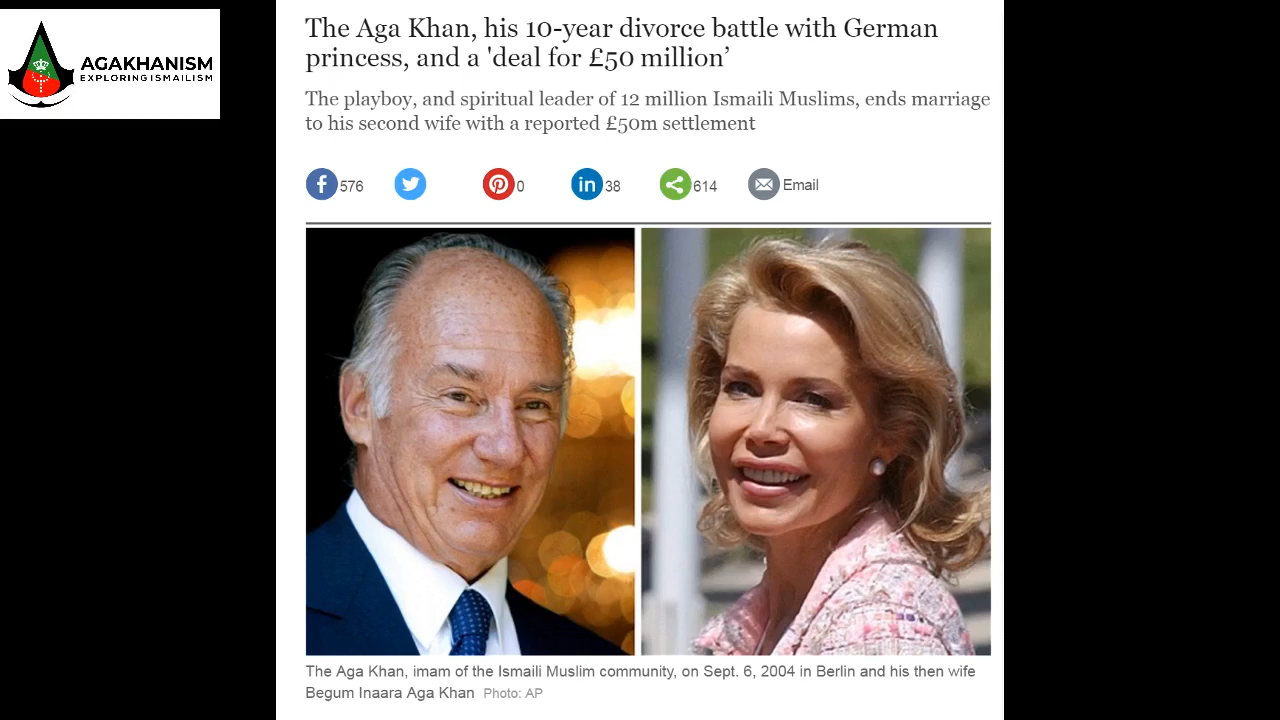 AGAKHANISM
EXPLORING ISMAILISM
The Aga Khan, his 10-year divorce battle with German
princess, and a 'deal for £50 million’
The playboy, and spiritual leader of 12 million Ismaili Muslims, ends marriage
to his second wife with a reported £50m settlement
576
0
in 38
614
Email
The Aga Khan, imam of the Ismaili Muslim community, on Sept. 6, 2004 in Berlin and his then wife
Begum Inaara Aga Khan Photo: AP